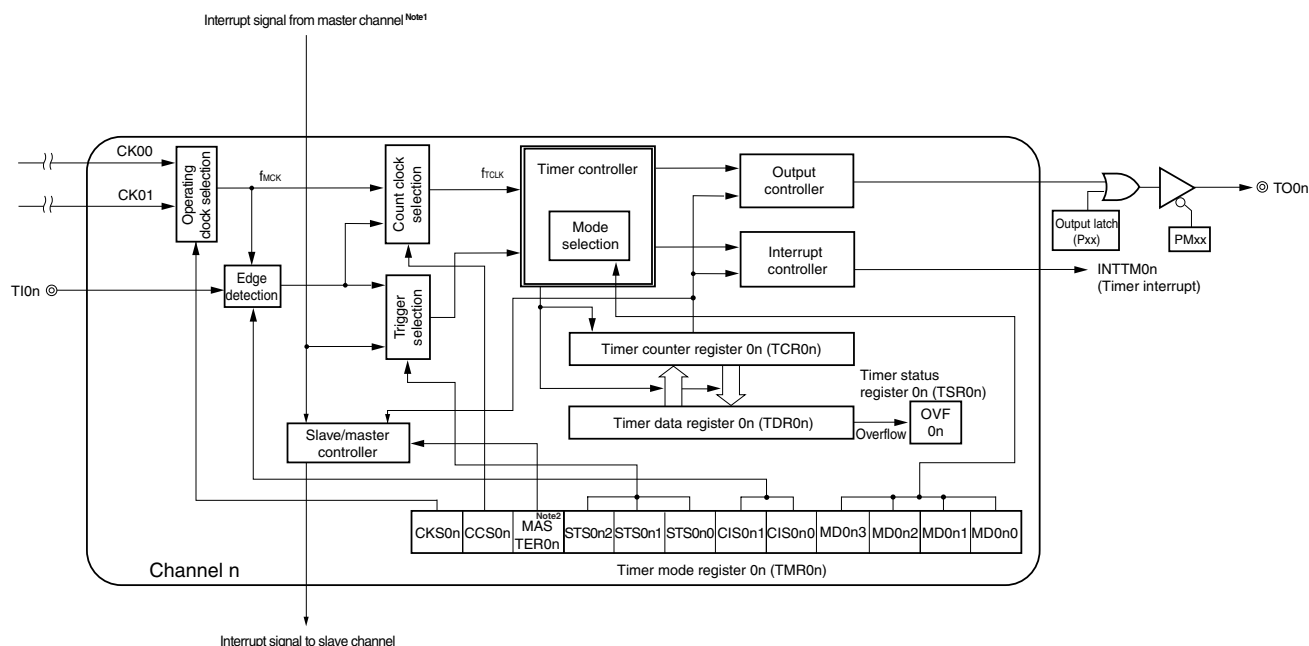 Interrupt signal from master channel Note1
CK00
CK01
Operating
clock selection
fMCK
Count clock
selection
fTCLK
Timer controller
Mode
selection
Output
controller
Interrupt
controller
Output latch
(Pxx)
PMxx
TO0n
INTTM0n
(Timer interrupt)
TI0n
Edge
detection
Trigger
selection
Timer counter register 0n (TCR0n)
Timer status
register 0n (TSR0n)
Timer data register 0n (TDR0n)
Overflow
OVF
0n
Slave/master
controller
CKS0n
CCS0n
Note2
MAS
TER0n
STS0n2
STS0n1
STS0n0
CIS0n1
CIS0n0
MD0n3
MD0n2
MD0n1
MD0n0
Channel n
Timer mode register 0n (TMR0n)
Interrupt signal to slave channel